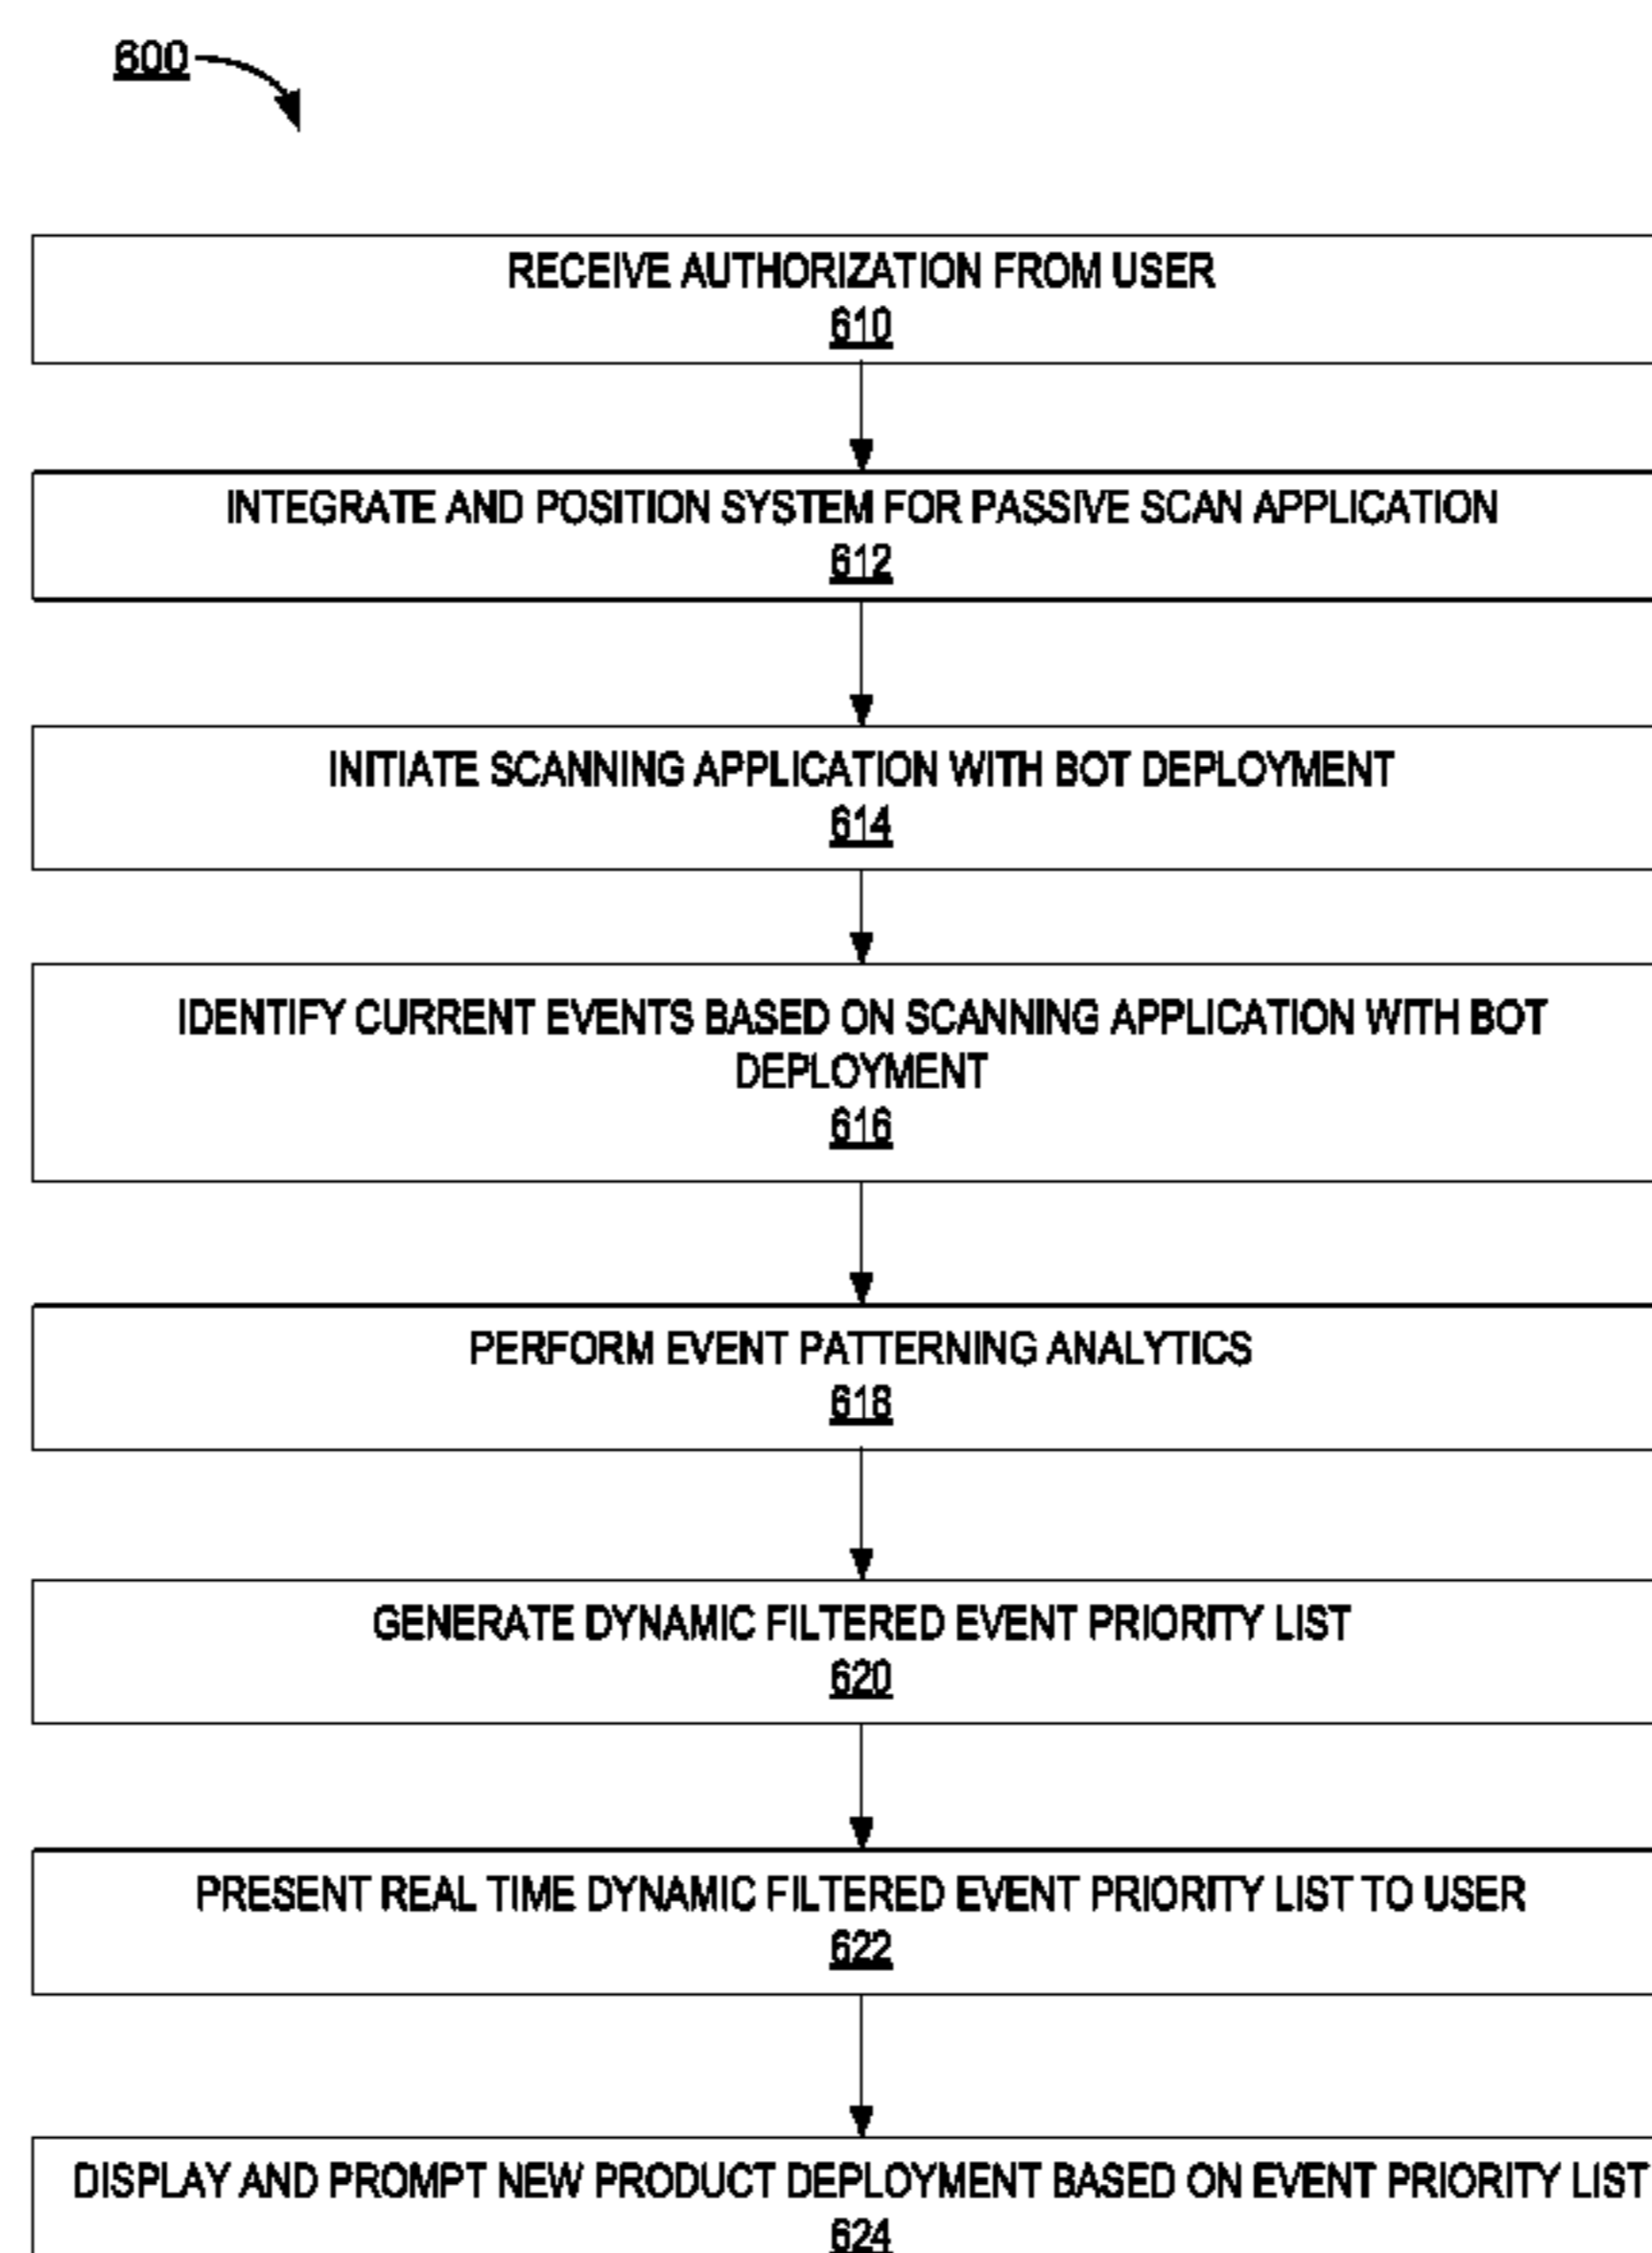 600
RECEIVE AUTHORIZATION FROM USER
610
INTEGRATE AND POSITION SYSTEM FOR PASSIVE SCAN APPLICATION
612
INITIATE SCANNING APPLICATION WITH BOT DEPLOYMENT
614
IDENTIFY CURRENT EVENTS BASED ON SCANNING APPLICATION WITH BOT
DEPLOYMENT
616
PERFORM EVENT PATTERNING ANALYTICS
618
GENERATE DYNAMIC FILTERED EVENT PRIORITY LIST
620
PRESENT REAL TIME DYNAMIC FILTERED EVENT PRIORITY LIST TO USER
622
DISPLAY AND PROMPT NEW PRODUCT DEPLOYMENT BASED ON EVENT PRIORITY LIST
624